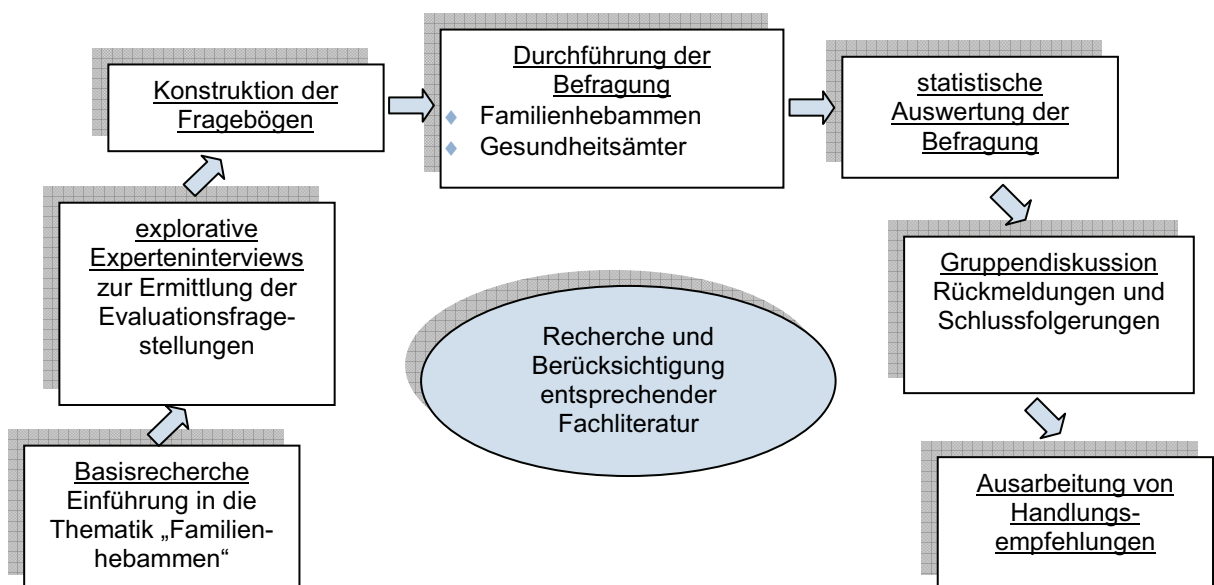 Basisrecherche
Einführung in die
Thematik „Familien-
hebammen“
explorative
Experteninterviews
zur Ermittlung der
Evaluationsfrage-
stellungen
Konstruktion der
Fragebögen
Durchführung der
Befragung
Familienhebammen
Gesundheitsämter
statistische
Auswertung der
Befragung
Gruppendiskussion
Rückmeldungen und
Schlussfolgerungen
Ausarbeitung von
Handlungs-
empfehlungen
Recherche und
Berücksichtigung
entsprechender
Fachliteratur